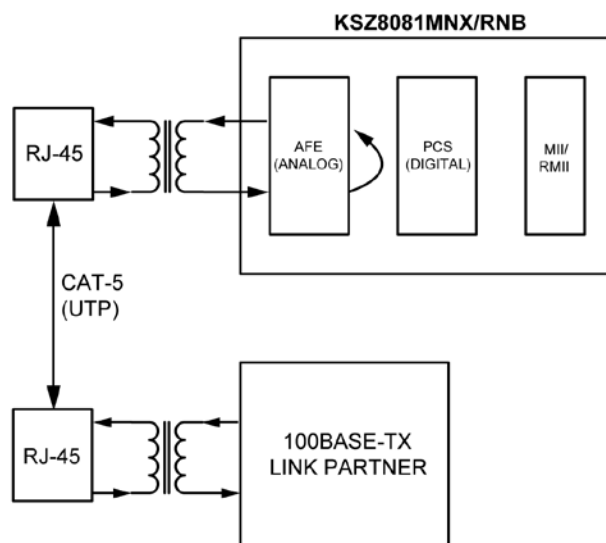 KSZ8081MNX/RNB
RJ-45
AFE
(ANALOG)
PCS
(DIGITAL)
MII/
RMII
CAT-5
(UTP)
RJ-45
100BASE-TX
LINK PARTNER